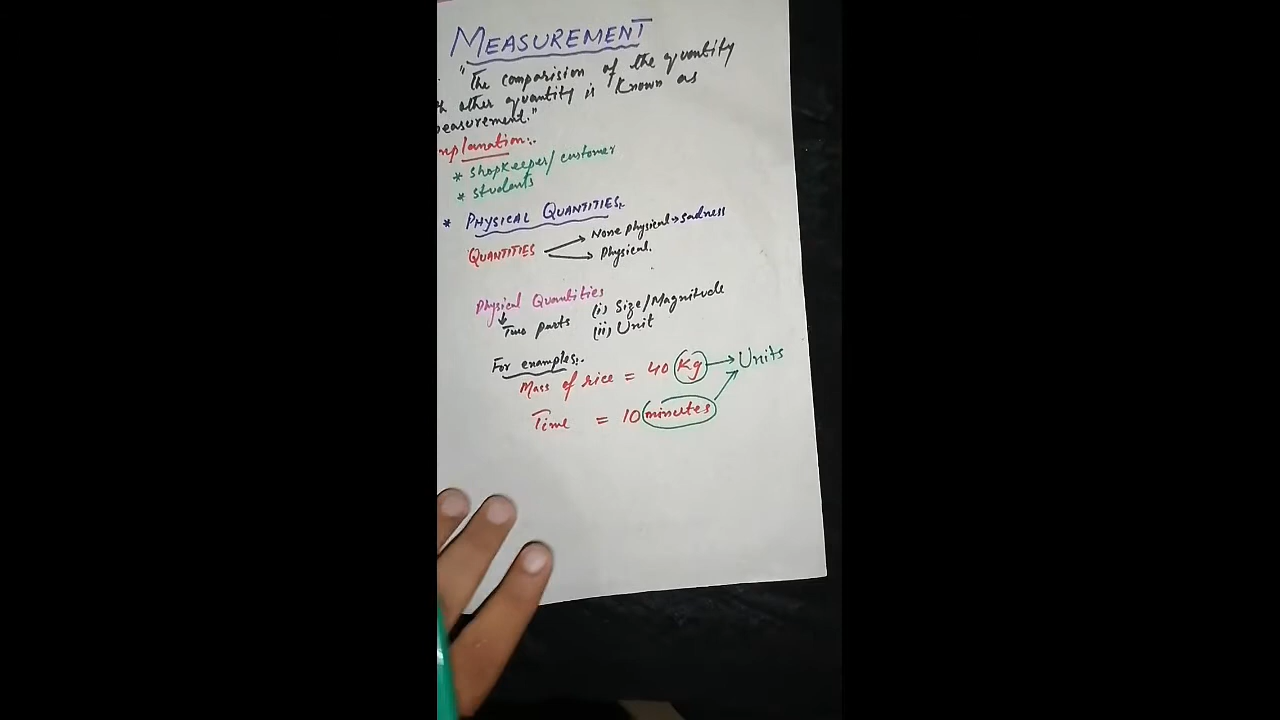 MEASUREMENT
"The comparision of the quantity
other quantity is known as
easurement."
planation:-
* shopkeeper/customer
* students
* PHYSICAL QUANTITIES:-
QUANTITIES None physical → sadness
Physical.
Physical Quantities
Two parts (i) Size/Magnitude
(ii) Unit
For examples:-
Mass of rice = 40 Kg → Units
Time = 10 minutes